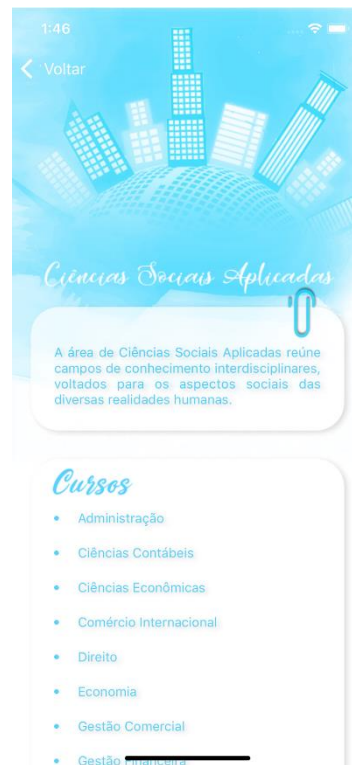 1:46
Voltar
Ciências Sociais Aplicadas
A área de Ciências Sociais Aplicadas reúne
campos de conhecimento interdisciplinares,
voltados para os aspectos sociais das
diversas realidades humanas.
Cursos
• Administração
• Ciências Contábeis
• Ciências Econômicas
• Comércio Internacional
• Direito
• Economia
• Gestão Comercial
• Gestão Financeira